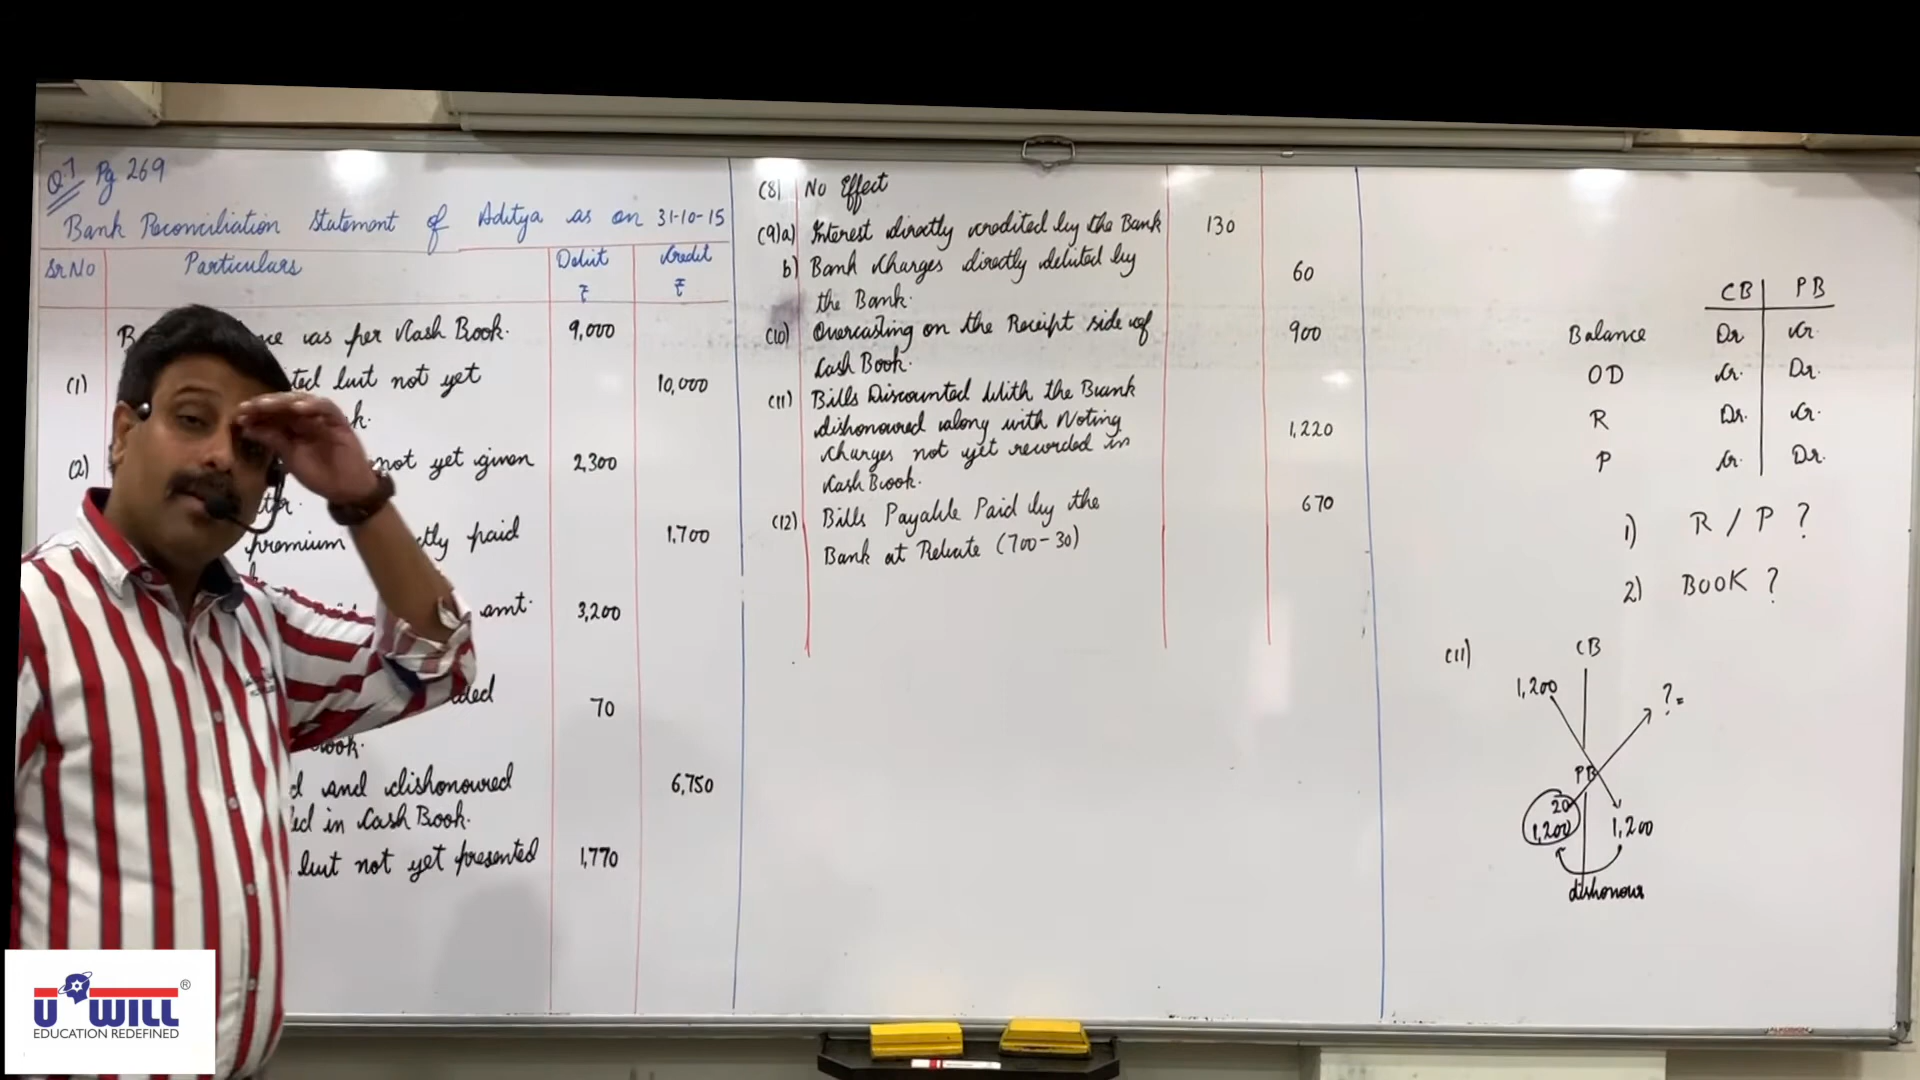 Q.7 Pg 269
Bank Reconciliation Statement of Aditya as on 31-10-15
Sr No Particulars Debit ₹ Credit ₹
as per Cash Book. 9,000
(1) but not yet 10,000
(2) not yet given 2,300
premium paid 1,700
amt. 3,200
70
Book.
and dishonoured 6,750
in Cash Book.
but not yet presented 1,770
(8) No Effect
(9)a) Interest directly credited by the Bank 130
b) Bank Charges directly debited by 60
the Bank.
(10) Overcasting on the Receipt side of 900
Cash Book.
(11) Bills Discounted With the Bank
dishonoured along with Noting 1,220
Charges not yet recorded in
Cash Book.
(12) Bills Payable Paid by the 670
Bank at Rebate (700-30)
CB PB
Balance Dr. Cr.
OD Cr. Dr.
R Dr. Cr.
P Cr. Dr.
1) R / P ?
2) BOOK ?
(11) CB
1,200 ? =
PB
20
1,200 1,200
dishonour
U WILL ®
EDUCATION REDEFINED